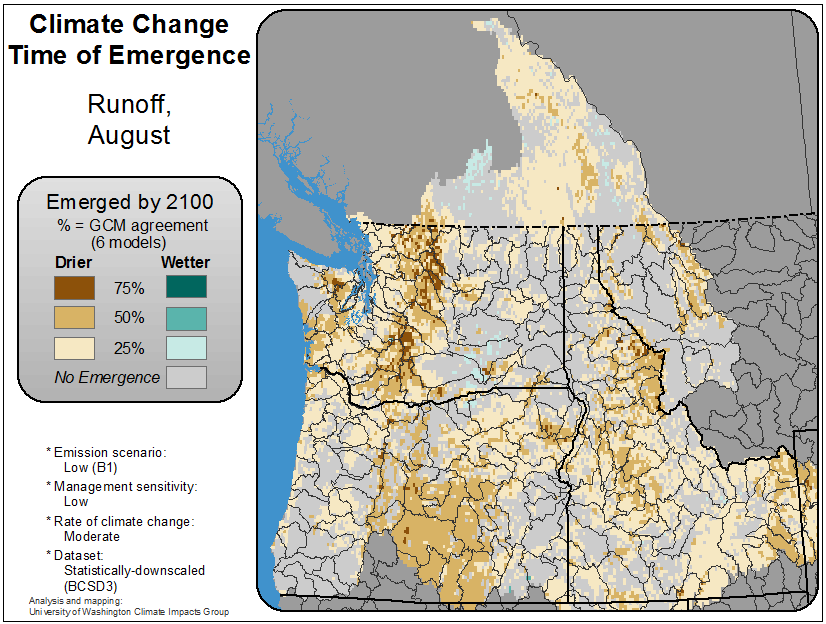 Climate Change
Time of Emergence
Runoff,
August
Emerged by 2100
% = GCM agreement
(6 models)
Drier Wetter
75%
50%
25%
No Emergence
* Emission scenario:
Low (B1)
* Management sensitivity:
Low
* Rate of climate change:
Moderate
* Dataset:
Statistically-downscaled
(BCSD3)
Analysis and mapping:
University of Washington Climate Impacts Group